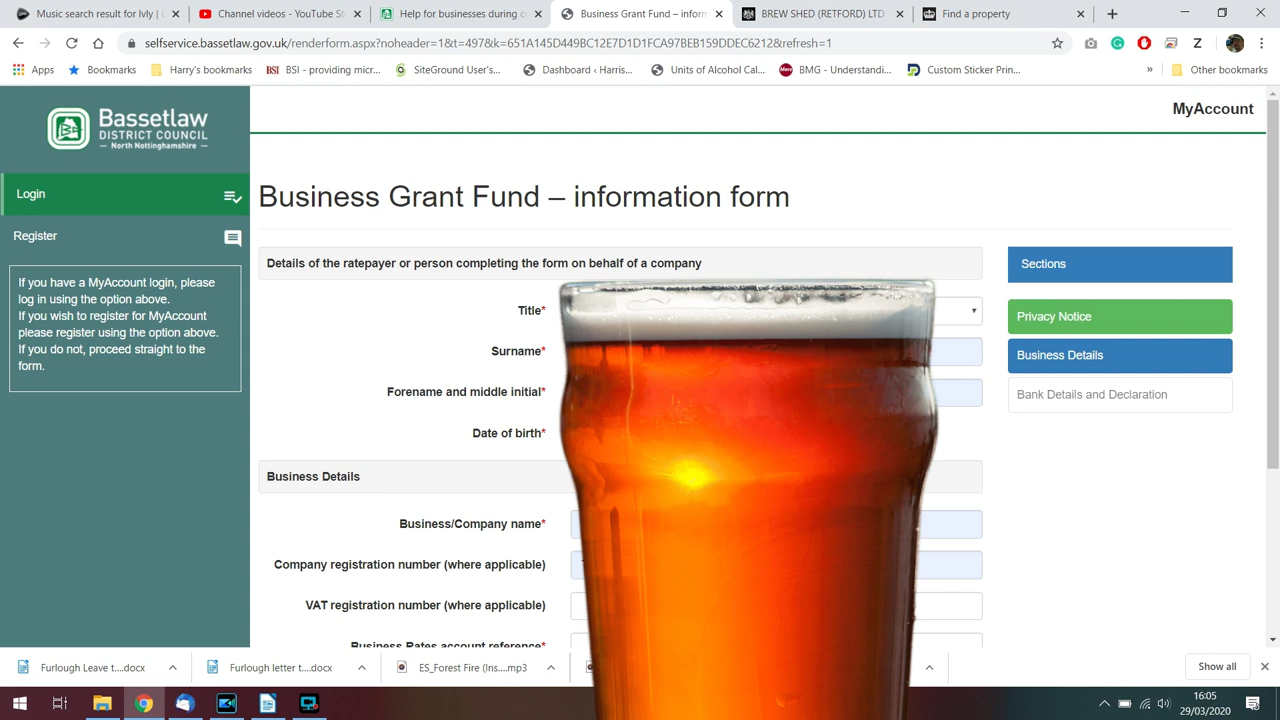 Music search result for Ivly | E
Channel videos - YouTube St
Help for businesses during c
Business Grant Fund – inforn
BREW SHED (RETFORD) LTD
Find a property
selfservice.bassetlaw.gov.uk/renderform.aspx?noheader=1&t=497&k=651A145D449BC12E7D1D1FCA97BEB159DDEC6212&refresh=1
Apps
Bookmarks
Harry's bookmarks
BSI
BSI - providing micr...
SiteGround User's...
Dashboard ‹ Harris...
Units of Alcohol Cal...
BMG - Understandi...
Custom Sticker Prin...
»
Other bookmarks
Bassetlaw
DISTRICT COUNCIL
North Nottinghamshire
MyAccount
Login
Register
If you have a MyAccount login, please
log in using the option above.
If you wish to register for MyAccount
please register using the option above.
If you do not, proceed straight to the
form.
Business Grant Fund – information form
Details of the ratepayer or person completing the form on behalf of a company
Title*
Surname*
Forename and middle initial*
Date of birth*
Business Details
Business/Company name*
Company registration number (where applicable)
VAT registration number (where applicable)
Business Rates account reference*
Sections
Privacy Notice
Business Details
Bank Details and Declaration
Furlough Leave t....docx
Furlough letter t....docx
ES_Forest Fire (Ins....mp3
Show all
16:05
29/03/2020